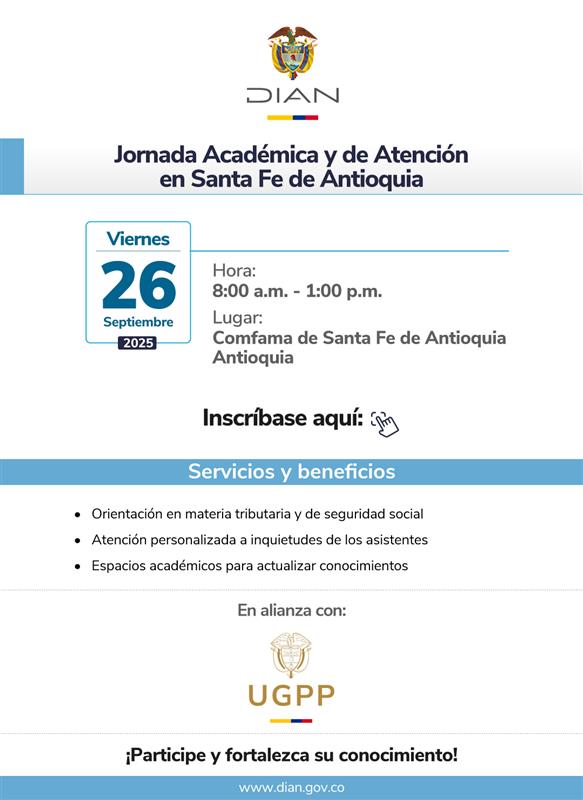 DIAN
Jornada Académica y de Atención
en Santa Fe de Antioquia
Viernes
26
Septiembre
2025
Hora:
8:00 a.m. - 1:00 p.m.
Lugar:
Comfama de Santa Fe de Antioquia
Antioquia
Inscríbase aquí:
Servicios y beneficios
• Orientación en materia tributaria y de seguridad social
• Atención personalizada a inquietudes de los asistentes
• Espacios académicos para actualizar conocimientos
En alianza con:
UGPP
¡Participe y fortalezca su conocimiento!
www.dian.gov.co